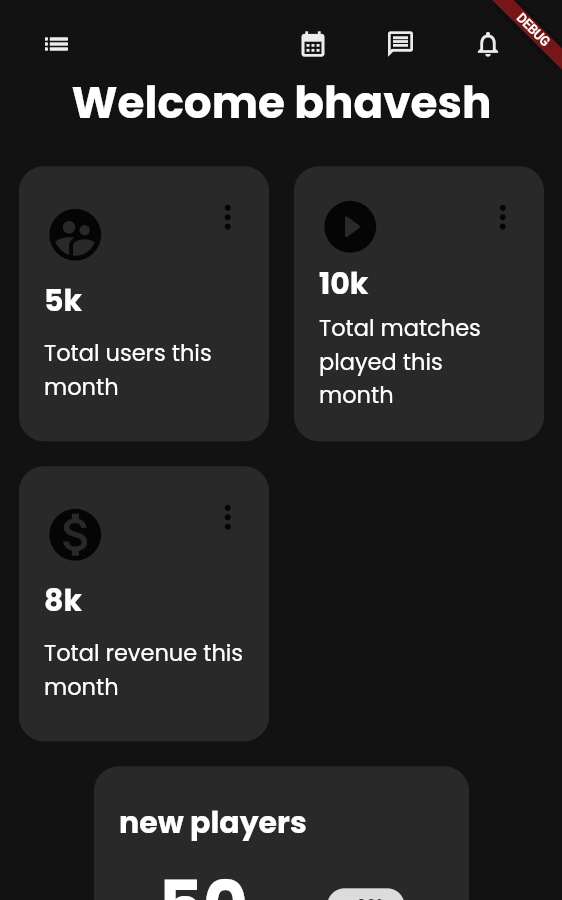 DEBUG
Welcome bhavesh
5k
Total users this
month
10k
Total matches
played this
month
8k
Total revenue this
month
new players
50